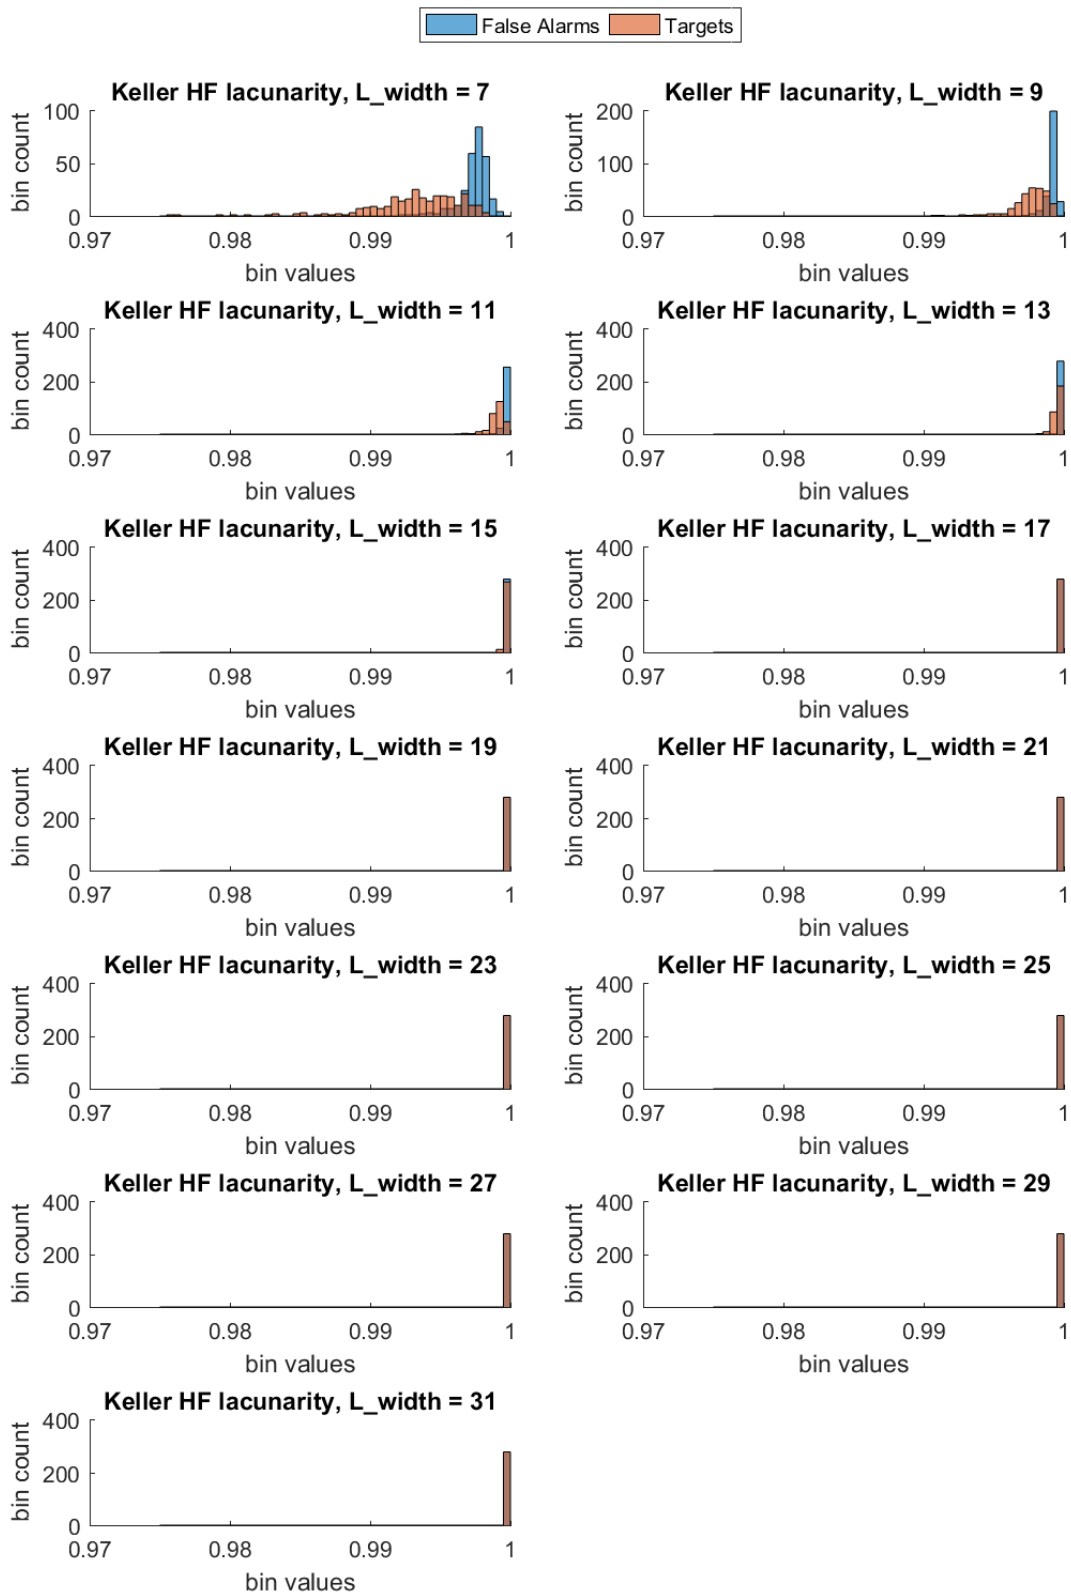 False Alarms Targets
Keller HF lacunarity, L_width = 7
bin count
100
50
0
0.97 0.98 0.99 1
bin values
Keller HF lacunarity, L_width = 9
bin count
200
100
0
0.97 0.98 0.99 1
bin values
Keller HF lacunarity, L_width = 11
bin count
400
200
0
0.97 0.98 0.99 1
bin values
Keller HF lacunarity, L_width = 13
bin count
400
200
0
0.97 0.98 0.99 1
bin values
Keller HF lacunarity, L_width = 15
bin count
400
200
0
0.97 0.98 0.99 1
bin values
Keller HF lacunarity, L_width = 17
bin count
400
200
0
0.97 0.98 0.99 1
bin values
Keller HF lacunarity, L_width = 19
bin count
400
200
0
0.97 0.98 0.99 1
bin values
Keller HF lacunarity, L_width = 21
bin count
400
200
0
0.97 0.98 0.99 1
bin values
Keller HF lacunarity, L_width = 23
bin count
400
200
0
0.97 0.98 0.99 1
bin values
Keller HF lacunarity, L_width = 25
bin count
400
200
0
0.97 0.98 0.99 1
bin values
Keller HF lacunarity, L_width = 27
bin count
400
200
0
0.97 0.98 0.99 1
bin values
Keller HF lacunarity, L_width = 29
bin count
400
200
0
0.97 0.98 0.99 1
bin values
Keller HF lacunarity, L_width = 31
bin count
400
200
0
0.97 0.98 0.99 1
bin values